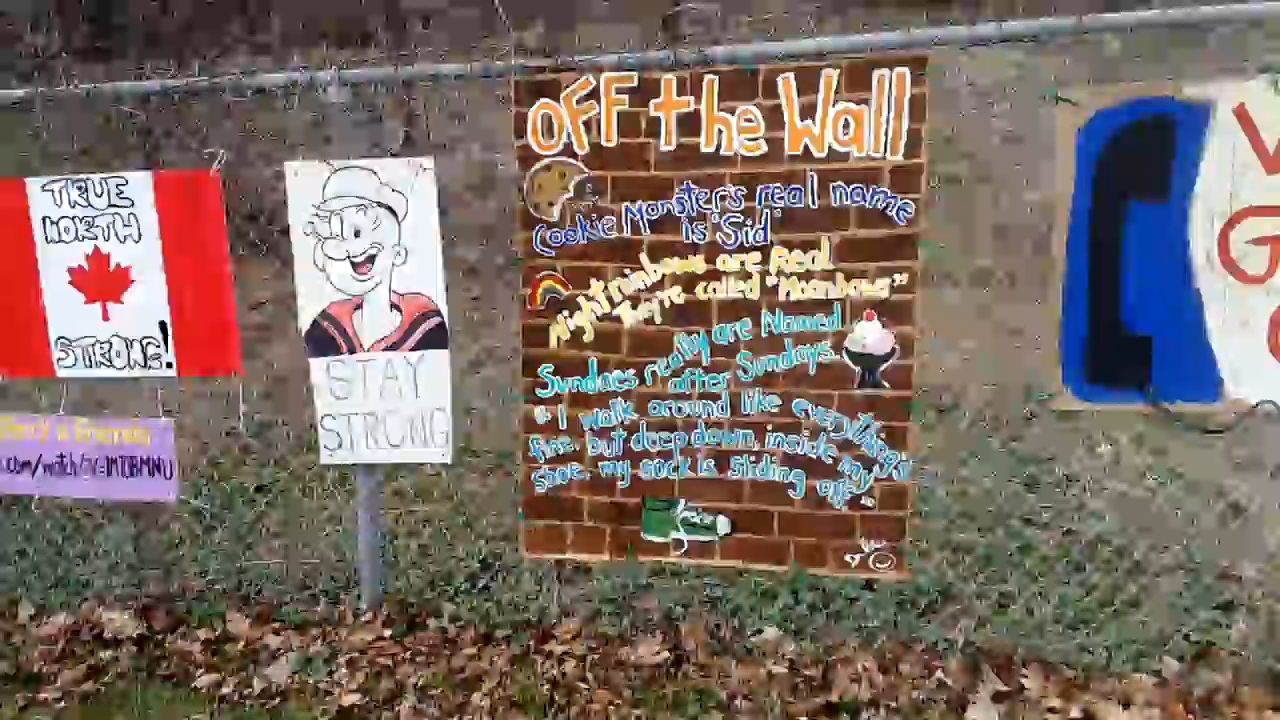 TRUE
NORTH
STRONG!
STAY
STRONG
OFF the Wall
Cookie Monsters real name
is "Sid"
Night rainbows are Real
They're called "Moonbows"
Sundaes really are Named
after Sundays
"I walk around like everything's
fine, but deep down, inside my
shoe, my sock is sliding off"